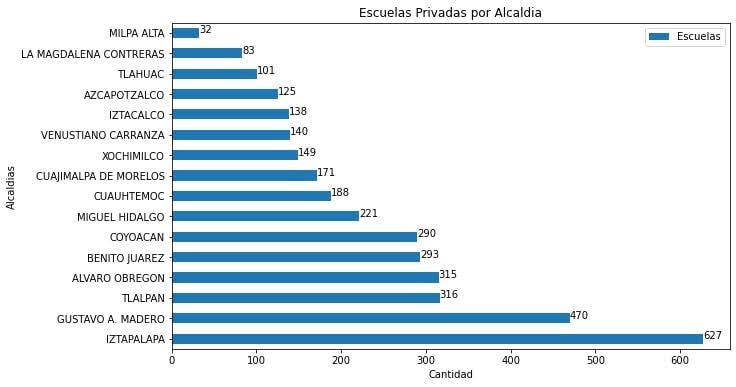 Escuelas Privadas por Alcaldia
Escuelas
MILPA ALTA 32
LA MAGDALENA CONTRERAS 83
TLAHUAC 101
AZCAPOTZALCO 125
IZTACALCO 138
VENUSTIANO CARRANZA 140
XOCHIMILCO 149
CUAJIMALPA DE MORELOS 171
CUAUHTEMOC 188
MIGUEL HIDALGO 221
COYOACAN 290
BENITO JUAREZ 293
ALVARO OBREGON 315
TLALPAN 316
GUSTAVO A. MADERO 470
IZTAPALAPA 627
Alcaldias
0 100 200 300 400 500 600
Cantidad